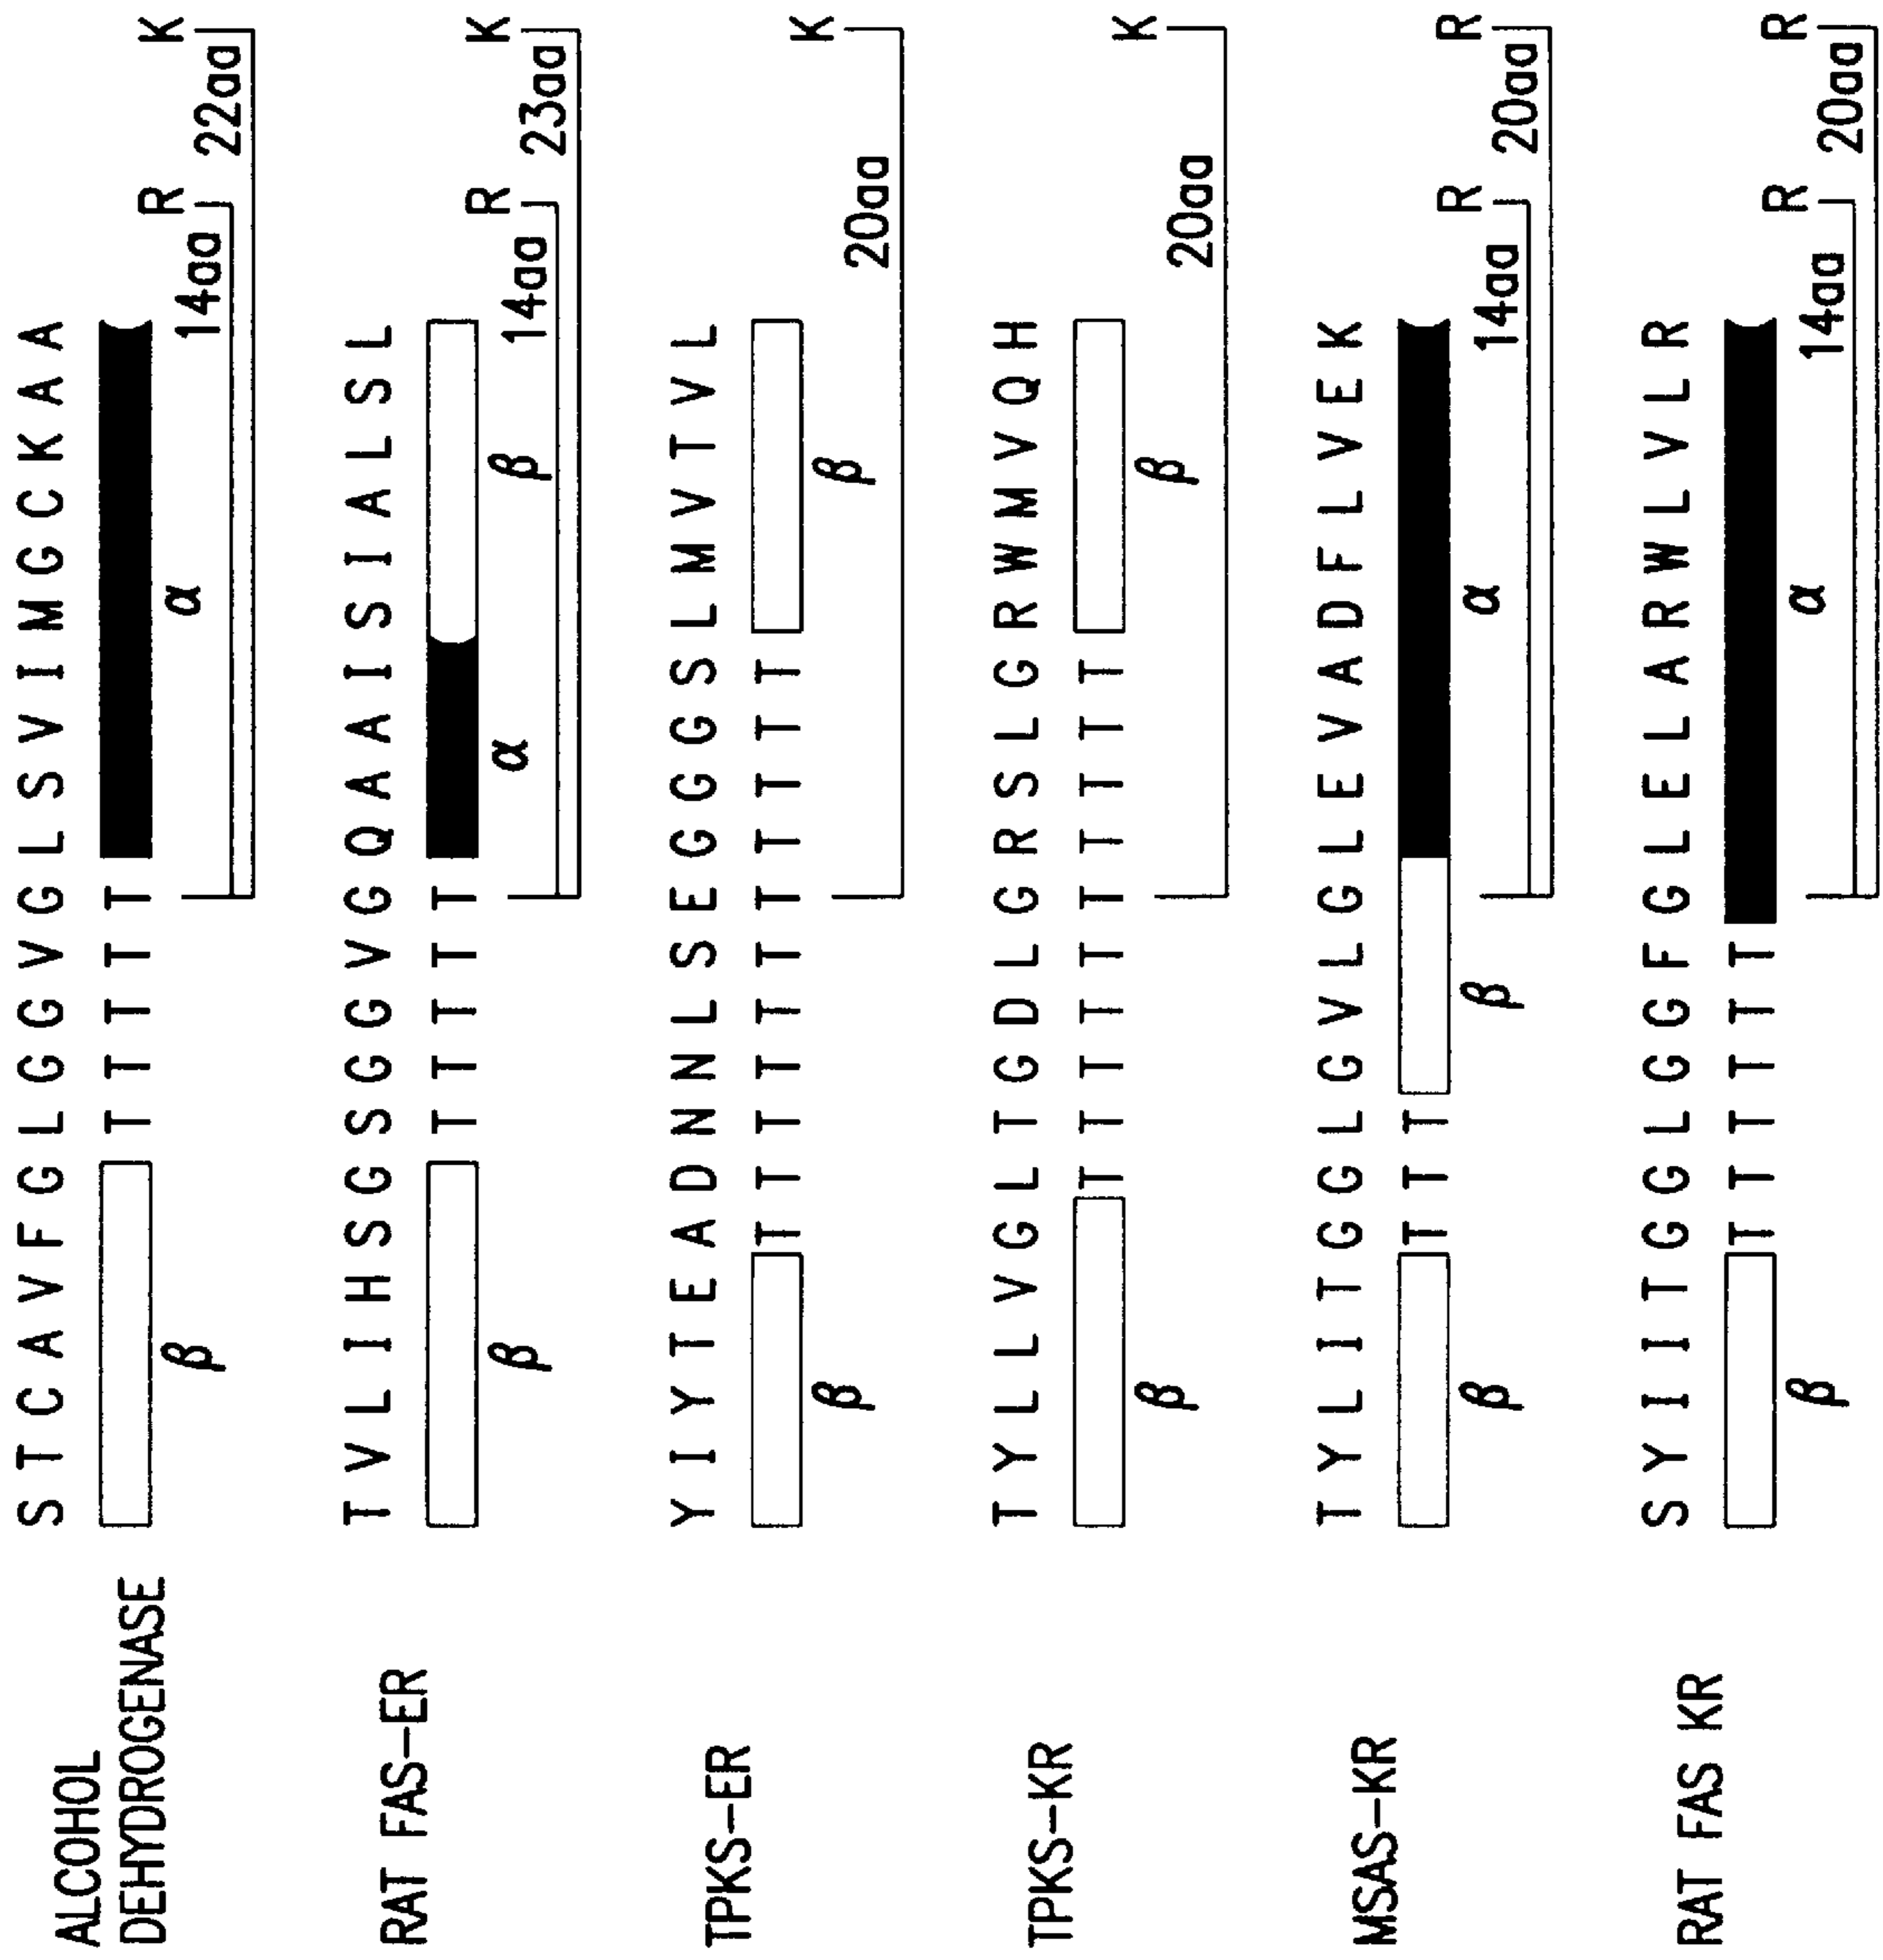 ALCOHOL
DEHYDROGENASE
S T C A V F G L G G V G L S V I M G C K A A
T T T T T
β α 14aa R 22aa K
RAT FAS-ER
T V L I H S G S G G V G Q A A I S I A L S L
T T T T T
β α β 14aa R 23aa K
TPKS-ER
Y I Y T E A D N N L S E G G G S L M V T V L
T T T T T T T T T T T
β β 20aa K
TPKS-KR
T Y L L V G L T G D L G R S L G R W M V Q H
T T T T T T T T T T
β β 20aa K
MSAS-KR
T Y L I T G G L G V L G L E V A D F L V E K
T T T
β β α 14aa R 20aa R
RAT FAS KR
S Y I I T G G L G G F G L E L A R W L V L R
T T T T T T
β α 14aa R 20aa R